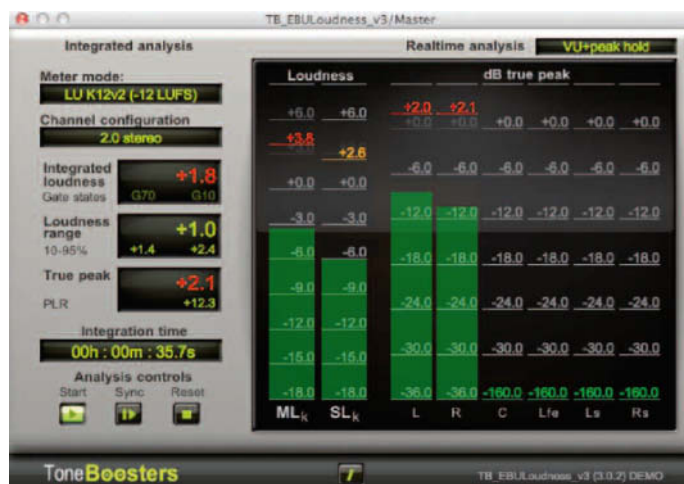 TB_EBULoudness_v3/Master
Integrated analysis
Realtime analysis VU+peak hold
Meter mode:
LU K12v2 (-12 LUFS)
Channel configuration
2.0 stereo
Integrated loudness +1.8
Gate states G70 G10
Loudness range +1.0
10-95% +1.4 +2.4
True peak +2.1
PLR +12.3
Integration time
00h : 00m : 35.7s
Analysis controls
Start Sync Reset
Loudness dB true peak
+2.0 +2.1
+6.0 +6.0 +0.0 +0.0 +0.0 +0.0 +0.0 +0.0
+2.6
+0.0 +0.0 -6.0 -6.0 -6.0 -6.0 -6.0 -6.0
-3.0 -3.0 -12.0 -12.0 -12.0 -12.0 -12.0 -12.0
-6.0 -6.0 -18.0 -18.0 -18.0 -18.0 -18.0 -18.0
-9.0 -9.0 -24.0 -24.0 -24.0 -24.0 -24.0 -24.0
-12.0 -12.0
-15.0 -15.0 -30.0 -30.0 -30.0 -30.0 -30.0 -30.0
-18.0 -18.0 -36.0 -36.0 -160.0 -160.0 -160.0 -160.0
MLk SLk L R C Lfe Ls Rs
ToneBoosters
TB_EBULoudness_v3 (3.0.2) DEMO